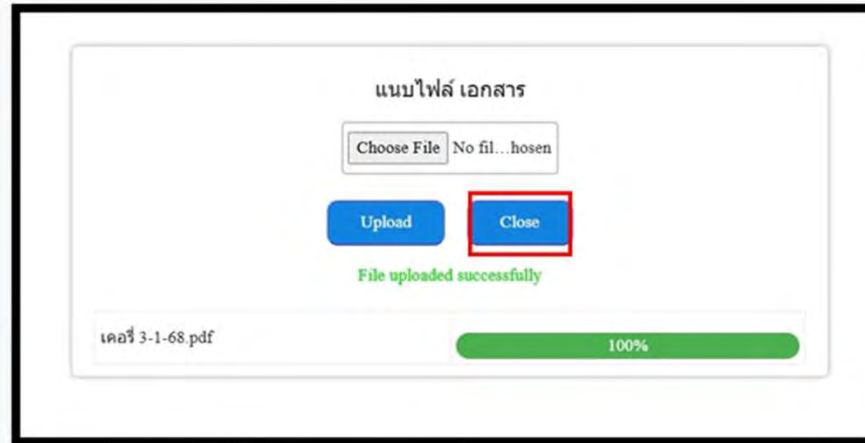 แนบไฟล์ เอกสาร
Choose File No fil...hosen
Upload Close
File uploaded successfully
เคอรี่ 3-1-68.pdf 100%